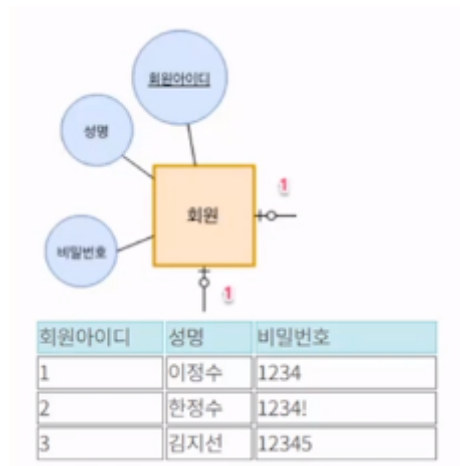 회원아이디
성명
1
회원
비밀번호
1
회원아이디 성명 비밀번호
1 이정수 1234
2 한정수 1234!
3 김지선 12345